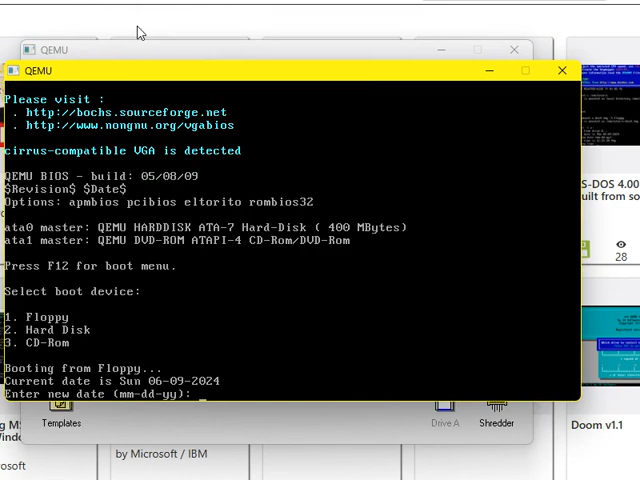 QEMU
QEMU
Please visit :
. http://bochs.sourceforge.net
. http://www.nongnu.org/vgabios
cirrus-compatible VGA is detected
QEMU BIOS - build: 05/08/09
$Revision$ $Date$
Options: apmbios pcibios eltorito rombios32
ata0 master: QEMU HARDDISK ATA-7 Hard-Disk ( 400 MBytes)
ata1 master: QEMU DVD-ROM ATAPI-4 CD-Rom/DVD-Rom
Press F12 for boot menu.
Select boot device:
1. Floppy
2. Hard Disk
3. CD-Rom
Booting from Floppy...
Current date is Sun 06-09-2024
Enter new date (mm-dd-yy): _
Templates
Drive A
Shredder
by Microsoft / IBM
S-DOS 4.00
uilt from so
28
Doom v1.1